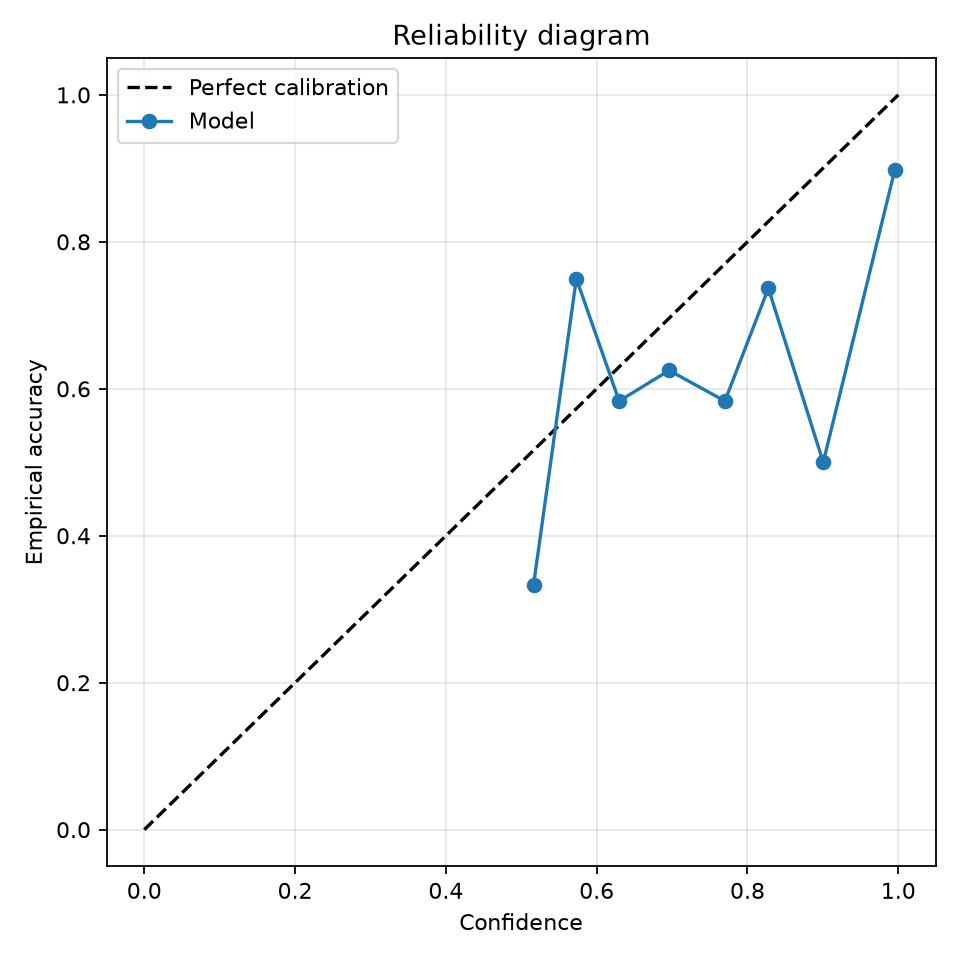 Reliability diagram
Perfect calibration
Model
Empirical accuracy
1.0
0.8
0.6
0.4
0.2
0.0
0.0 0.2 0.4 0.6 0.8 1.0
Confidence